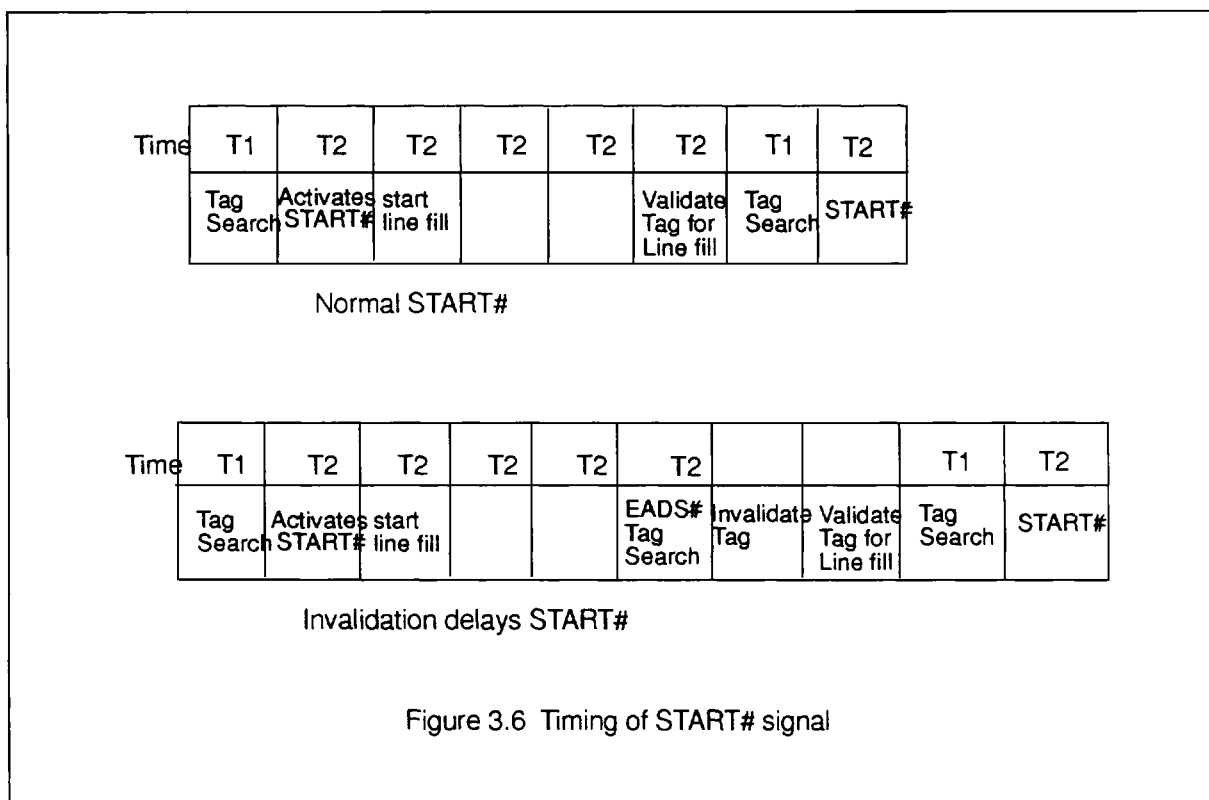 Time T1 T2 T2 T2 T2 T2 T1 T2
Tag Search Activates START# start line fill Validate Tag for Line fill Tag Search START#
Normal START#
Time T1 T2 T2 T2 T2 T2 T1 T2
Tag Search Activates START# start line fill EADS# Tag Search Invalidate Tag Validate Tag for Line fill Tag Search START#
Invalidation delays START#
Figure 3.6 Timing of START# signal